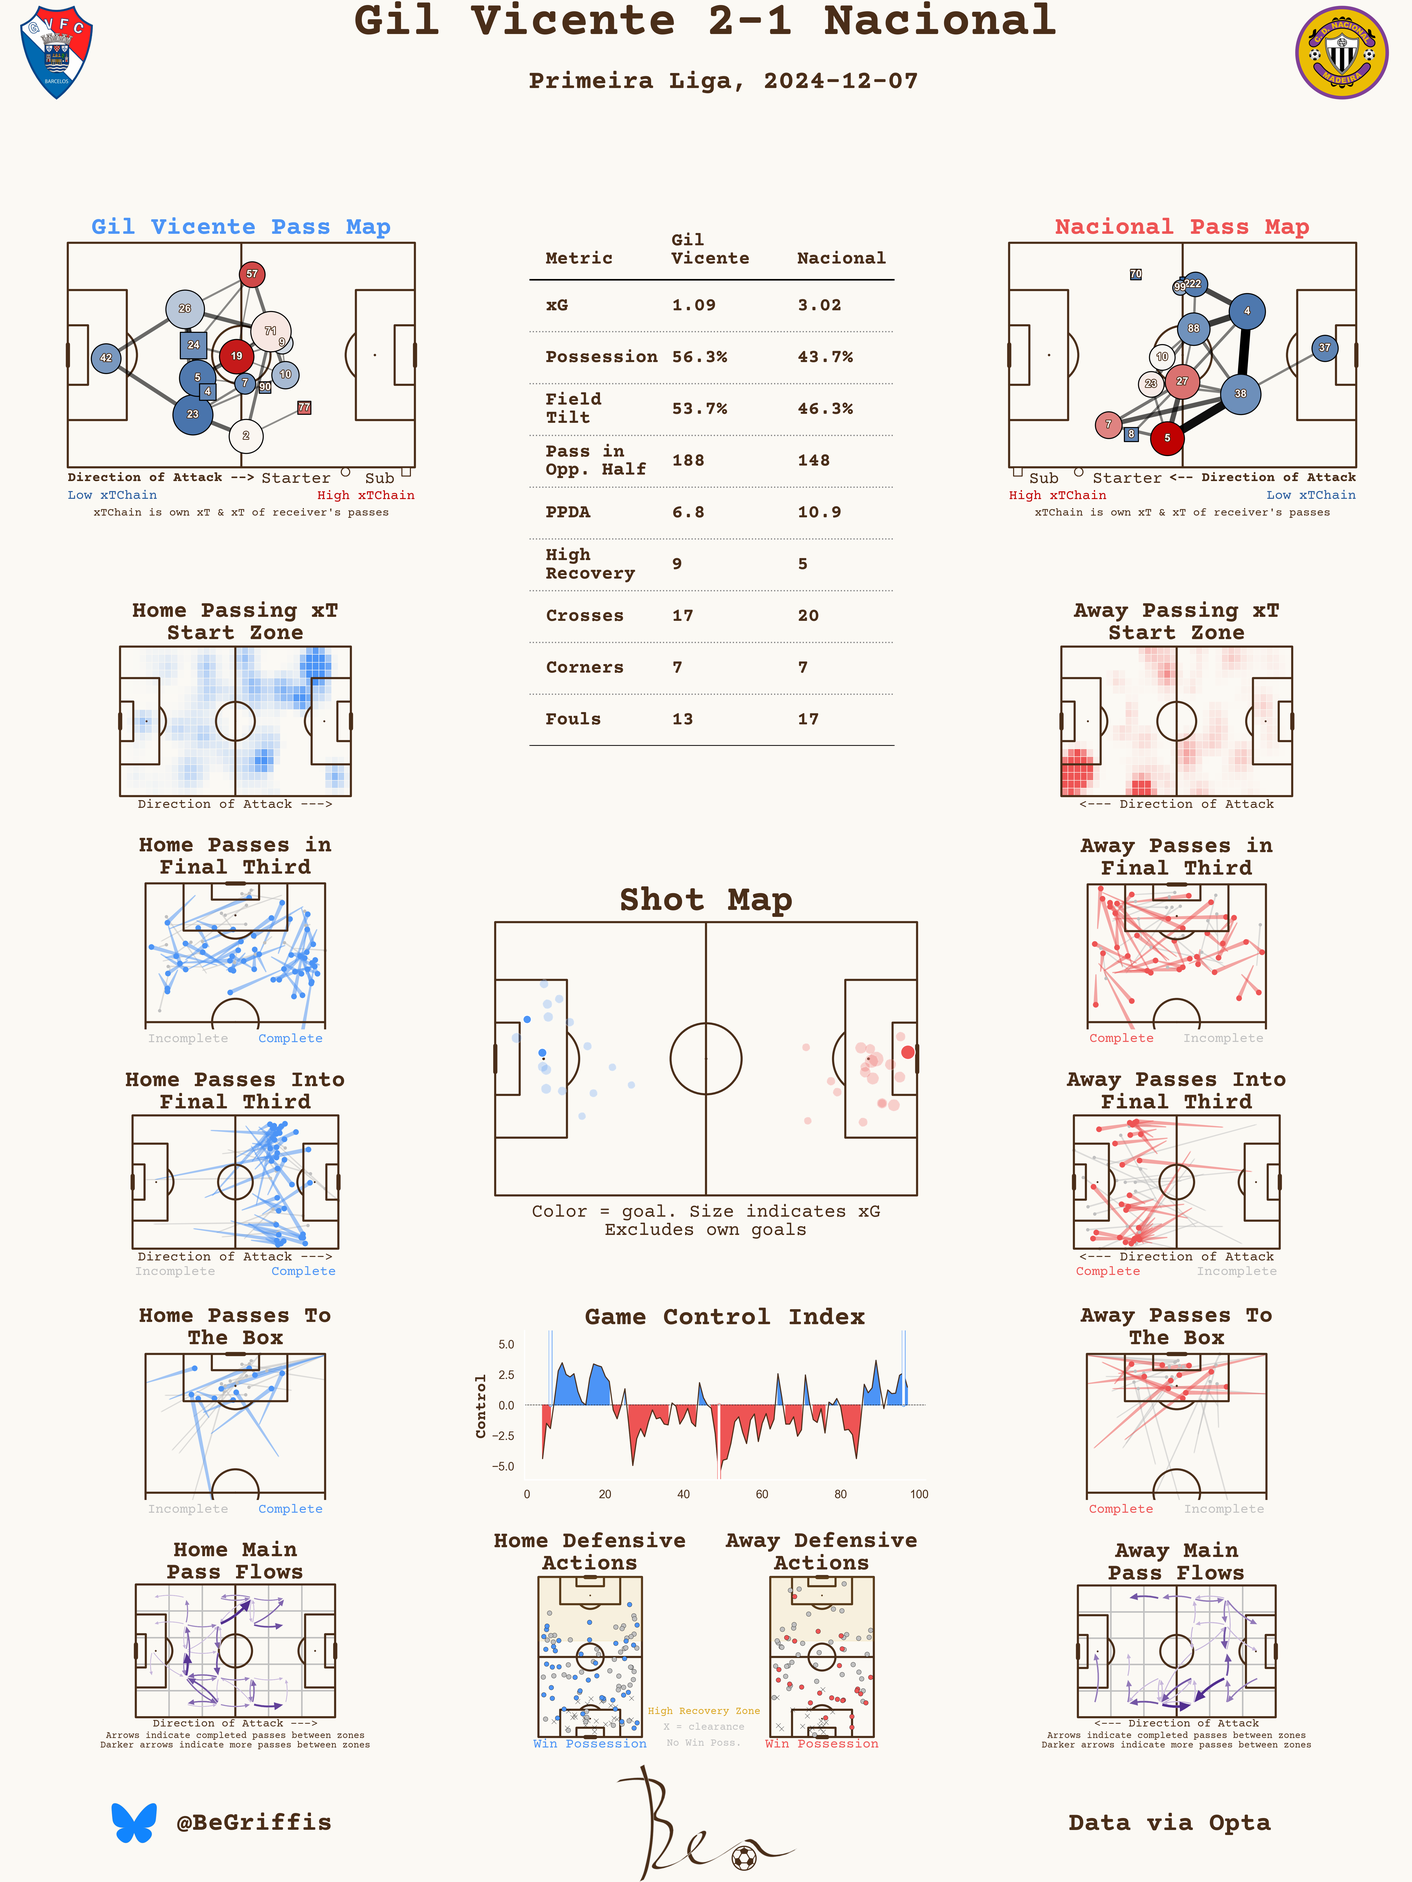 Gil Vicente 2-1 Nacional
Primeira Liga, 2024-12-07
GVFC
BARCELOS
C.D. NACIONAL
MADEIRA
Gil Vicente Pass Map
57
26
71
24
9
42
19
5
7
10
4
90
23
77
2
Direction of Attack --> Starter Sub
Low xTChain High xTChain
xTChain is own xT & xT of receiver's passes
Metric Gil Vicente Nacional
xG 1.09 3.02
Possession 56.3% 43.7%
Field Tilt 53.7% 46.3%
Pass in Opp. Half 188 148
PPDA 6.8 10.9
High Recovery 9 5
Crosses 17 20
Corners 7 7
Fouls 13 17
Nacional Pass Map
70
99
22
4
88
37
10
23
27
38
7
8
5
Sub Starter <-- Direction of Attack
High xTChain Low xTChain
xTChain is own xT & xT of receiver's passes
Home Passing xT
Start Zone
Direction of Attack --->
Away Passing xT
Start Zone
<--- Direction of Attack
Home Passes in
Final Third
Incomplete Complete
Away Passes in
Final Third
Complete Incomplete
Shot Map
Color = goal. Size indicates xG
Excludes own goals
Home Passes Into
Final Third
Direction of Attack --->
Incomplete Complete
Away Passes Into
Final Third
<--- Direction of Attack
Complete Incomplete
Home Passes To
The Box
Incomplete Complete
Game Control Index
Control
5.0
2.5
0.0
−2.5
−5.0
0 20 40 60 80 100
Away Passes To
The Box
Complete Incomplete
Home Main
Pass Flows
Direction of Attack --->
Arrows indicate completed passes between zones
Darker arrows indicate more passes between zones
Home Defensive
Actions
Win Possession
Away Defensive
Actions
Win Possession
High Recovery Zone
X = clearance
No Win Poss.
Away Main
Pass Flows
<--- Direction of Attack
Arrows indicate completed passes between zones
Darker arrows indicate more passes between zones
@BeGriffis
Ben
Data via Opta